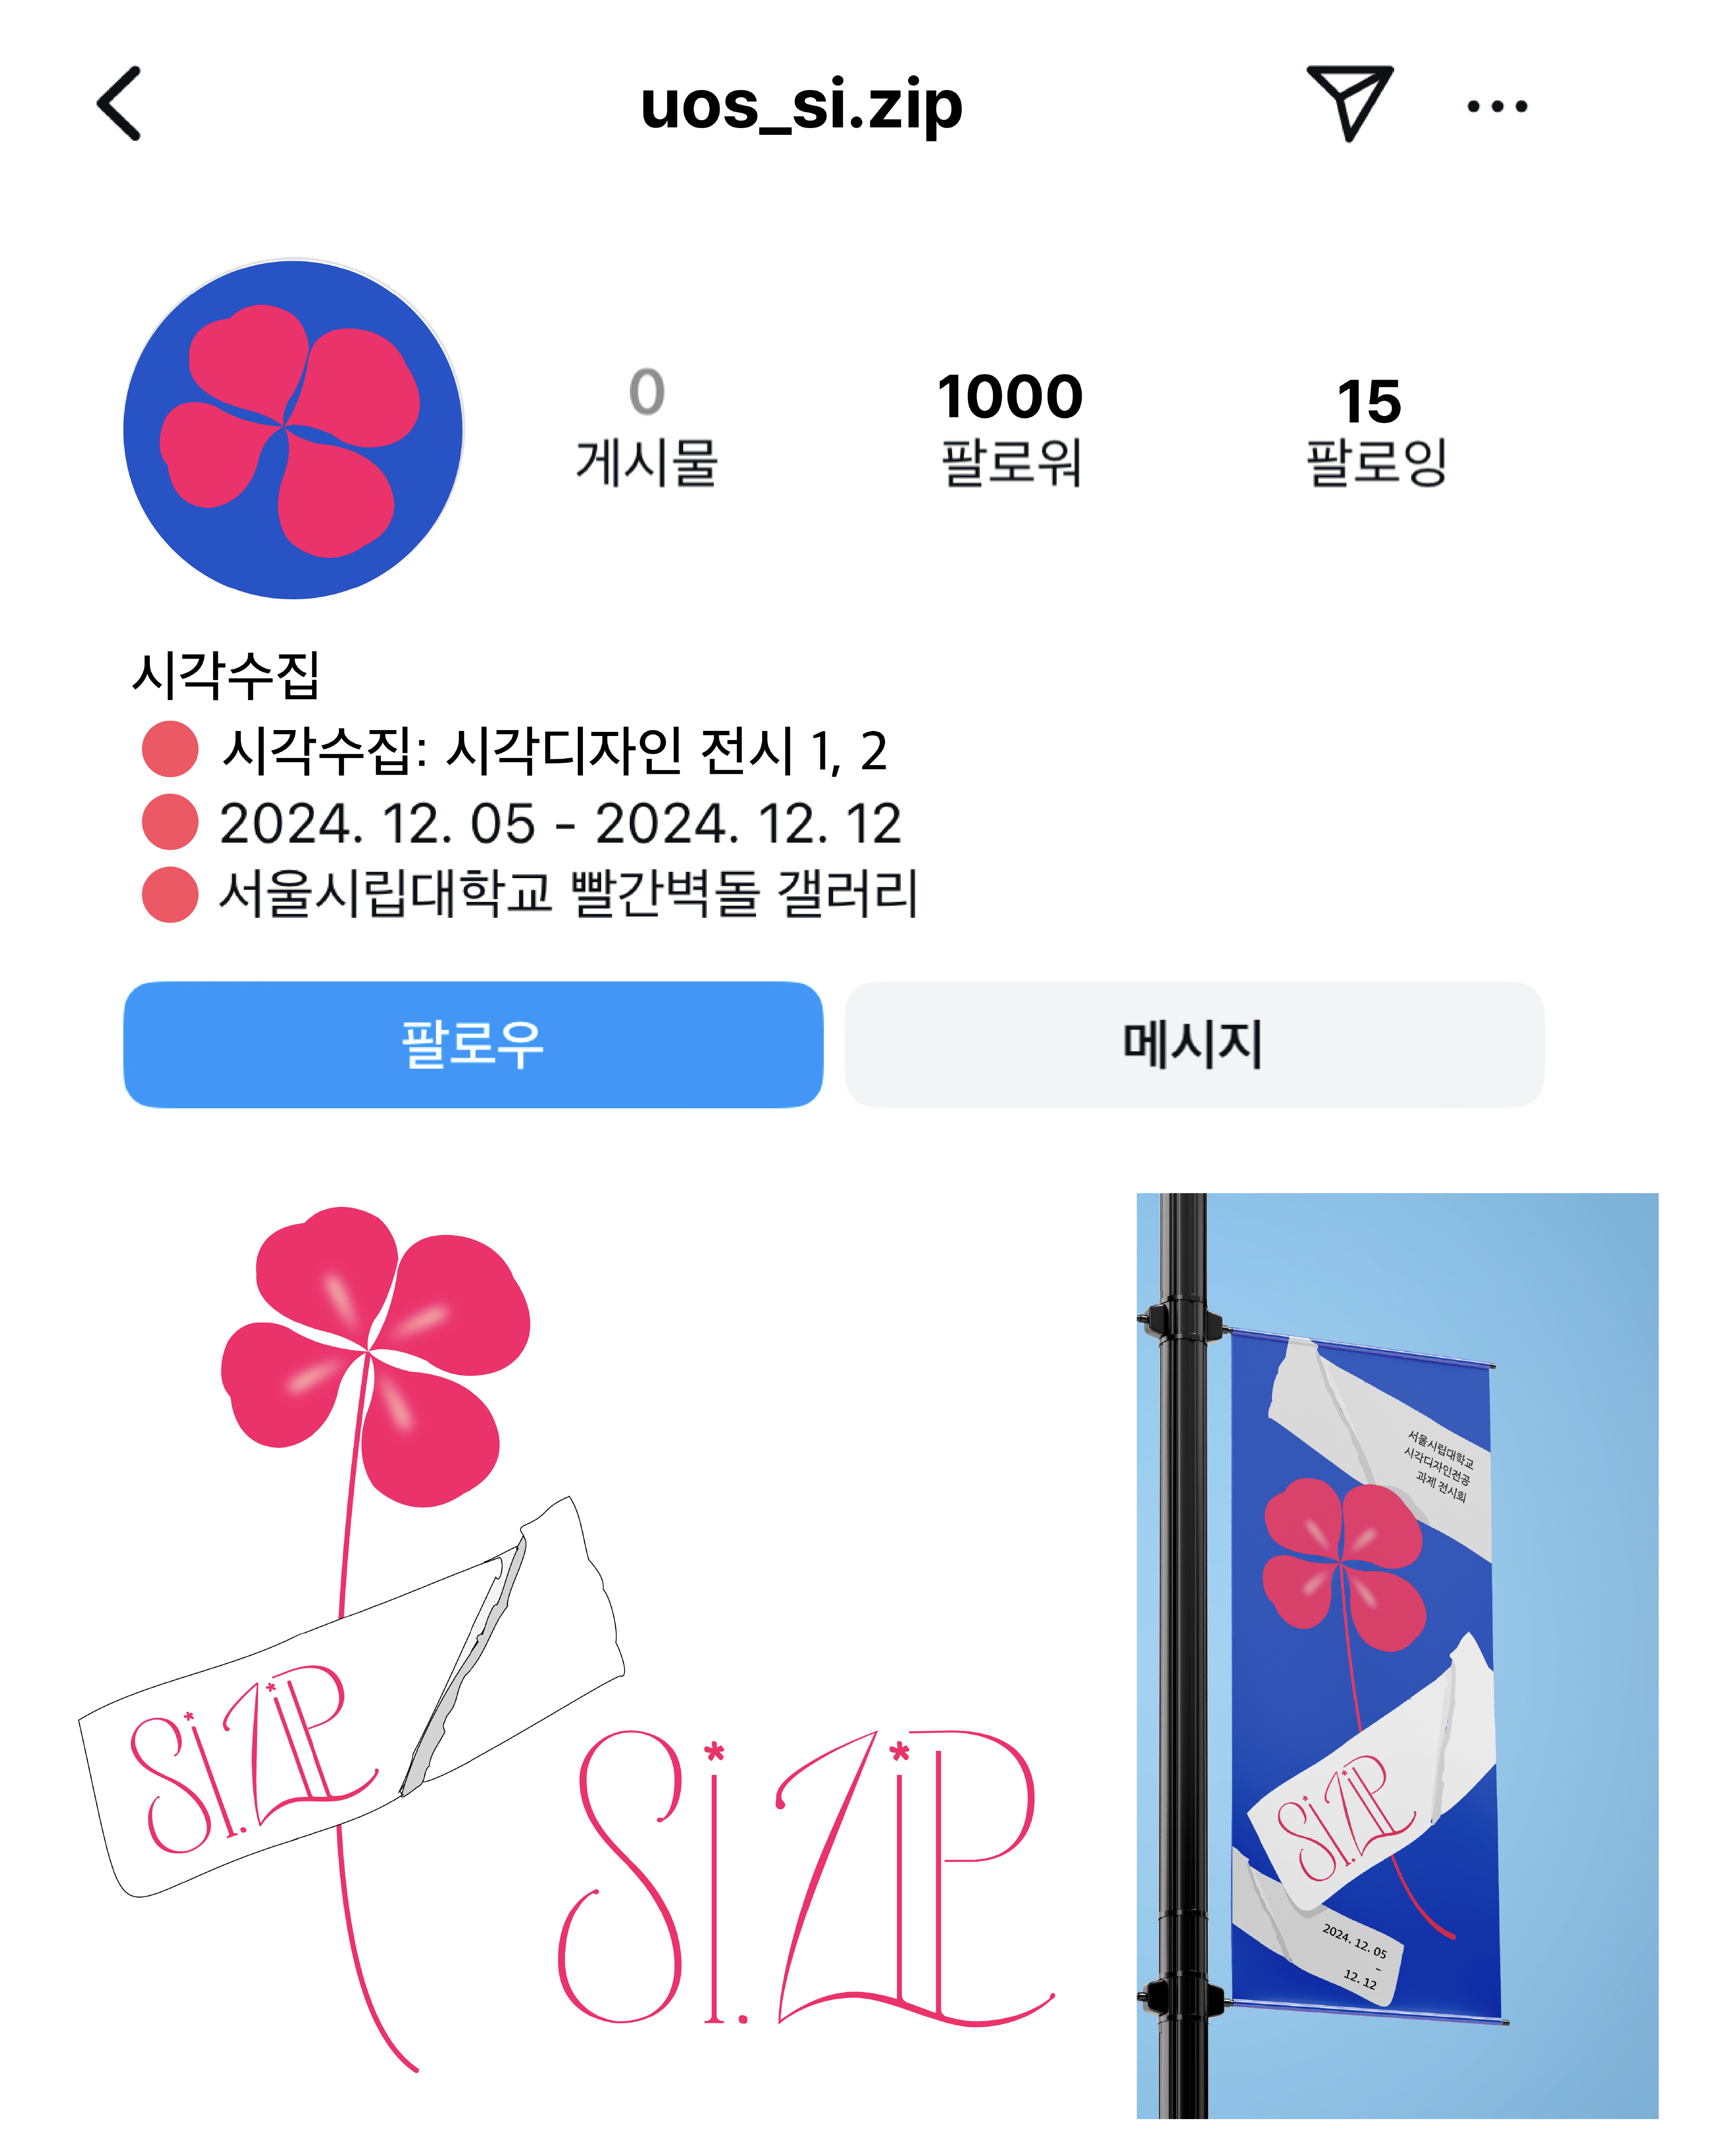 uos_si.zip
0
게시물
1000
팔로워
15
팔로잉
시각수집
시각수집: 시각디자인 전시 1, 2
2024. 12. 05 - 2024. 12. 12
서울시립대학교 빨간벽돌 갤러리
팔로우
메시지
Si.ZiP
Si.ZiP
서울시립대학교
시각디자인전공
과제 전시회
Si.ZiP
2024. 12. 05
–
12. 12